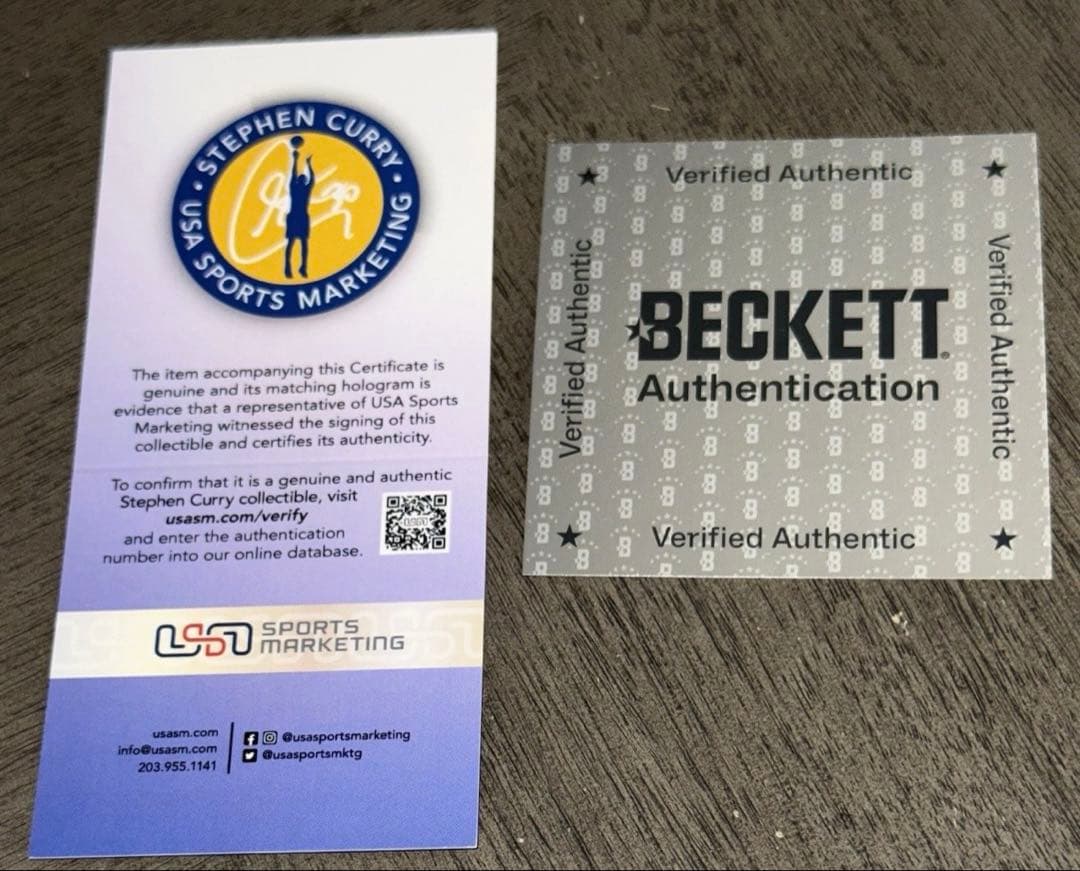 STEPHEN CURRY
• USA SPORTS MARKETING •
The item accompanying this Certificate is
genuine and its matching hologram is
evidence that a representative of USA Sports
Marketing witnessed the signing of this
collectible and certifies its authenticity.
To confirm that it is a genuine and authentic
Stephen Curry collectible, visit
usasm.com/verify
and enter the authentication
number into our online database.
USA SPORTS
MARKETING
usasm.com
info@usasm.com
203.955.1141
@usasportsmarketing
@usasportsmktg
Verified Authentic
Verified Authentic
Verified Authentic
BECKETT
Authentication
Verified Authentic